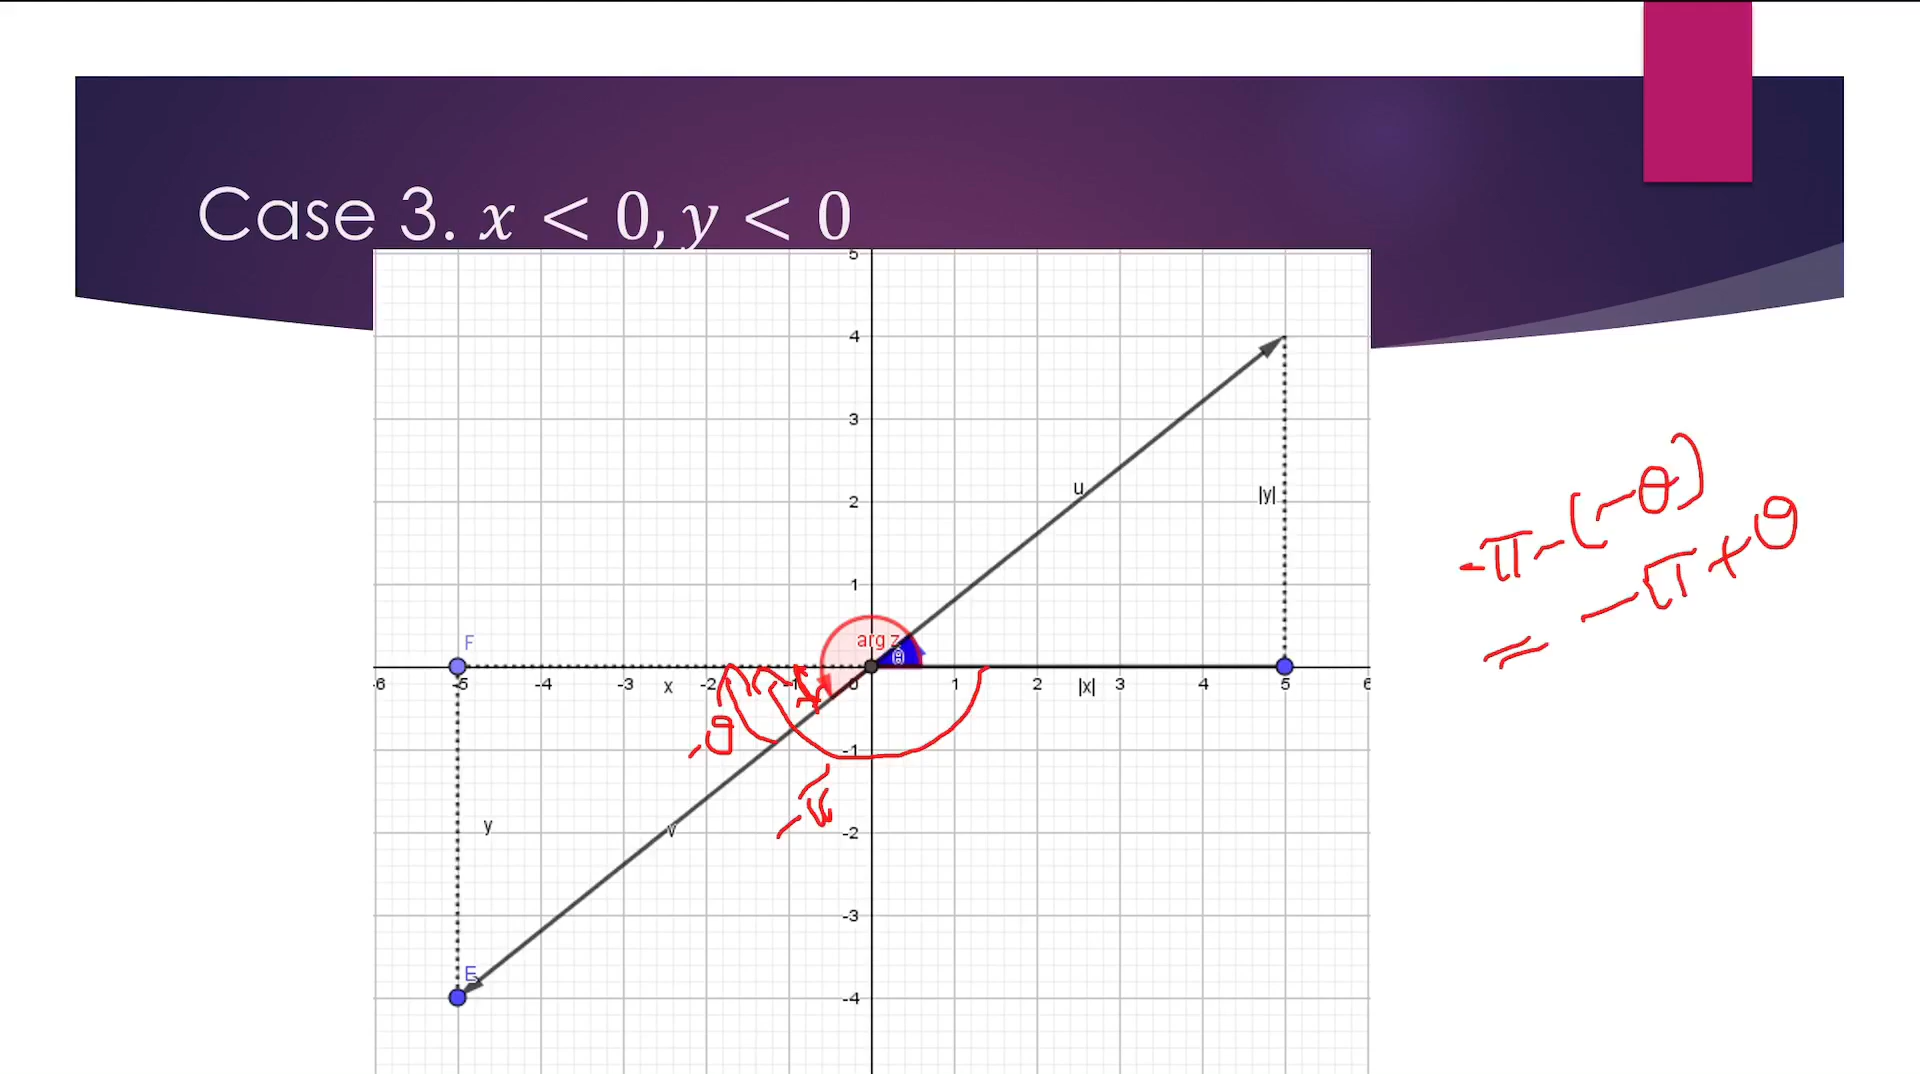 Case 3. x < 0, y < 0
5
4
3
2
1
u
|y|
arg z
θ
F
-6 -5 -4 -3 -2 -1 0 1 2 3 4 5 6
x
|x|
-1
-2
-3
-4
y
v
E
-θ
-π
-π-(-θ)
= -π+θ